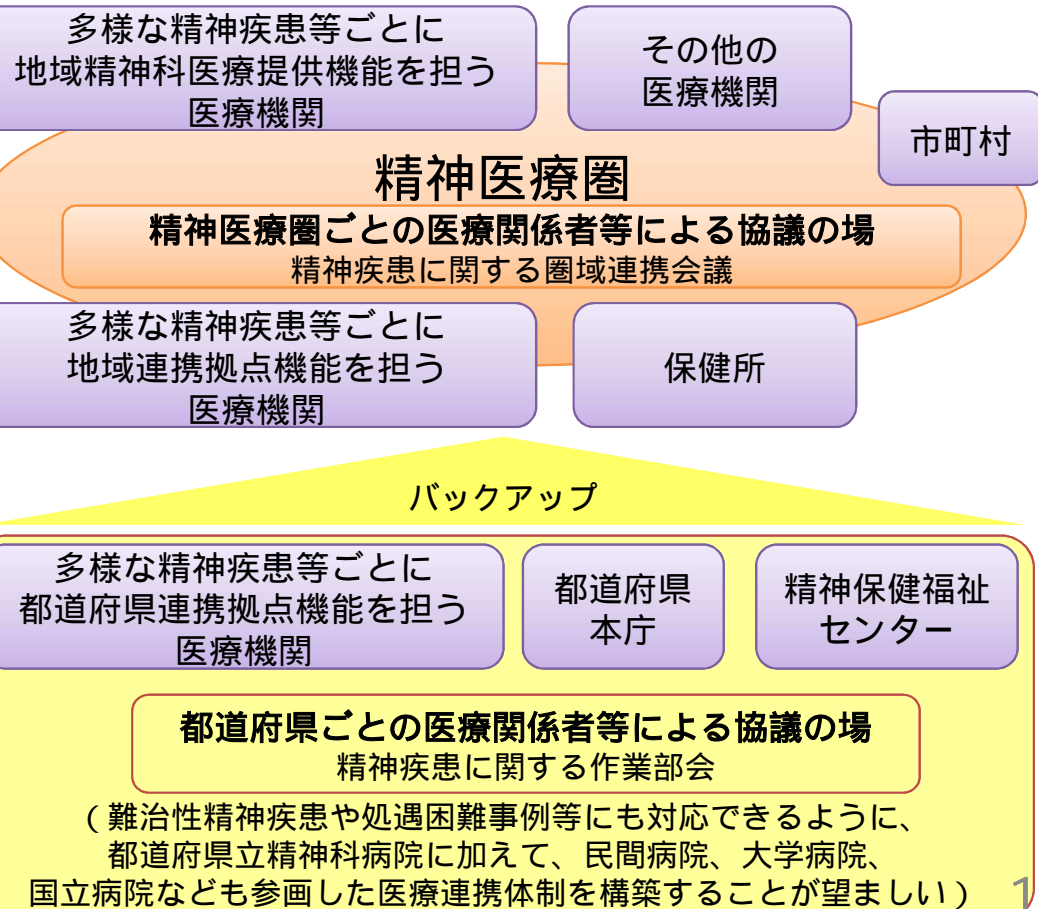 多様な精神疾患等ごとに
地域精神科医療提供機能を担う
医療機関
その他の
医療機関
市町村
精神医療圏
精神医療圏ごとの医療関係者等による協議の場
精神疾患に関する圏域連携会議
多様な精神疾患等ごとに
地域連携拠点機能を担う
医療機関
保健所
バックアップ
多様な精神疾患等ごとに
都道府県連携拠点機能を担う
医療機関
都道府県
本庁
精神保健福祉
センター
都道府県ごとの医療関係者等による協議の場
精神疾患に関する作業部会
（難治性精神疾患や処遇困難事例等にも対応できるように、
都道府県立精神科病院に加えて、民間病院、大学病院、
国立病院なども参画した医療連携体制を構築することが望ましい）
1